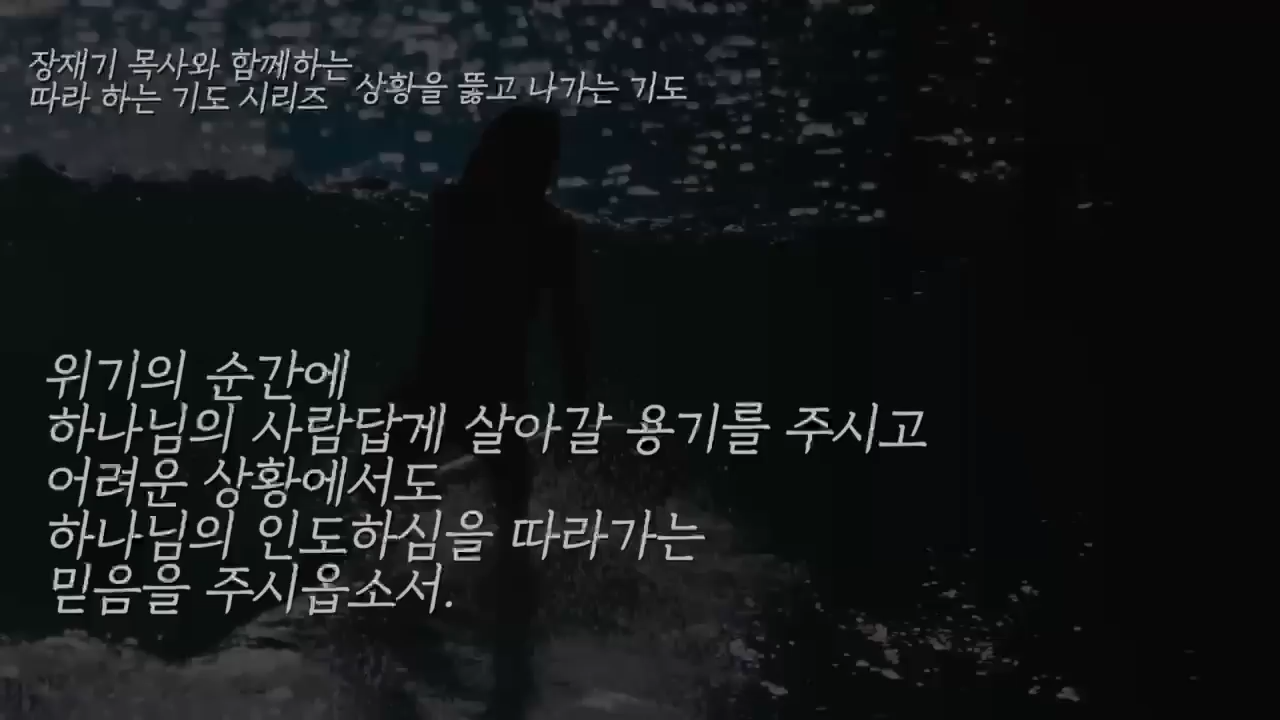 장재기 목사와 함께하는
따라 하는 기도 시리즈
상황을 뚫고 나가는 기도
위기의 순간에
하나님의 사람답게 살아갈 용기를 주시고
어려운 상황에서도
하나님의 인도하심을 따라가는
믿음을 주시옵소서.